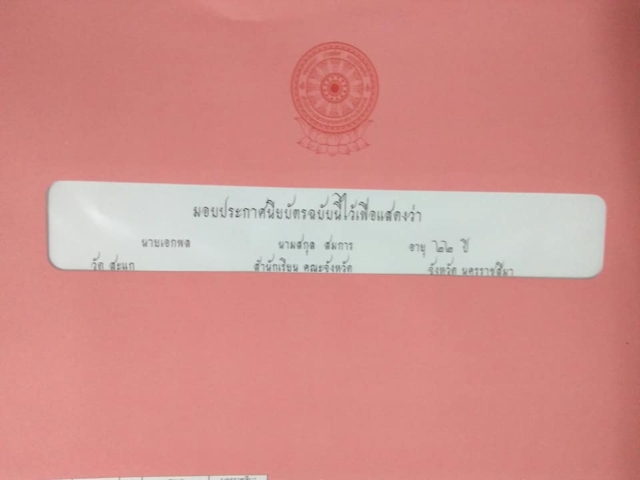 มอบประกาศนียบัตรฉบับนี้ไว้เพื่อแสดงว่า
นายเอกพล นามสกุล สมการ อายุ ๒๒ ปี
วัด สะแก สำนักเรียน คณะจังหวัด จังหวัด นครราชสีมา